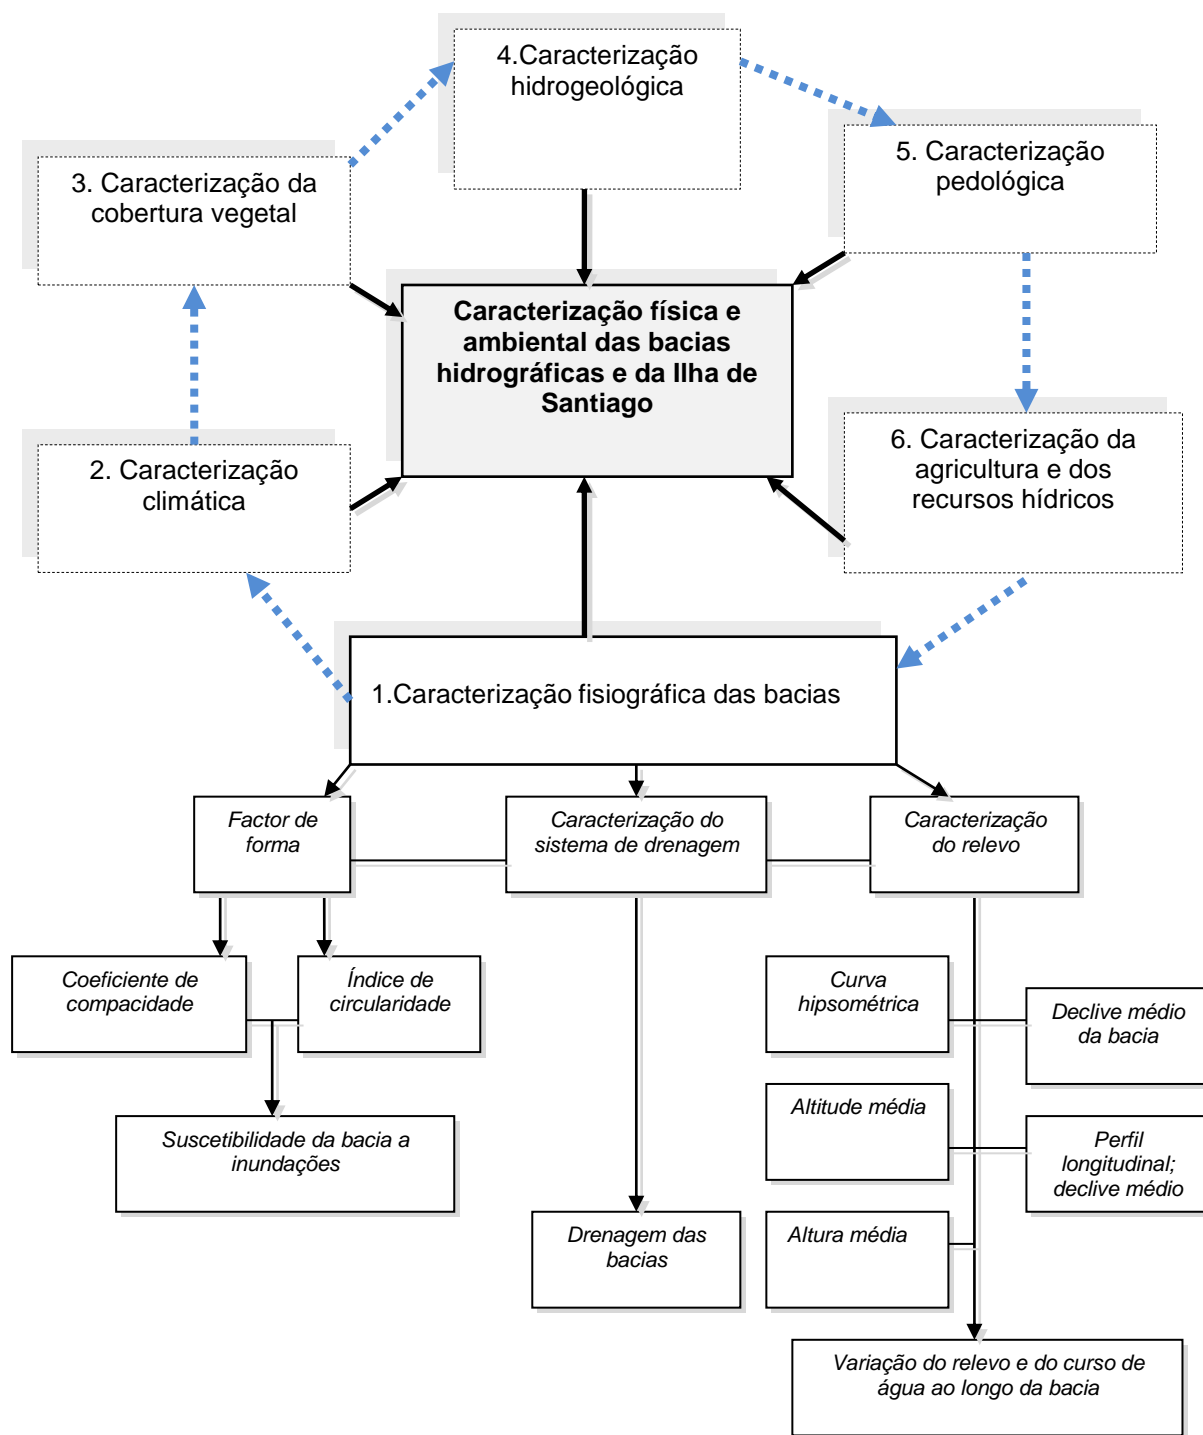 4.Caracterização
hidrogeológica
5. Caracterização
pedológica
3. Caracterização da
cobertura vegetal
Caracterização física e
ambiental das bacias
hidrográficas e da Ilha de
Santiago
2. Caracterização
climática
6. Caracterização da
agricultura e dos
recursos hídricos
1.Caracterização fisiográfica das bacias
Factor de
forma
Caracterização do
sistema de drenagem
Caracterização
do relevo
Coeficiente de
compacidade
Índice de
circularidade
Curva
hipsométrica
Declive médio
da bacia
Altitude média
Suscetibilidade da bacia a
inundações
Perfil
longitudinal;
declive médio
Drenagem das
bacias
Altura média
Variação do relevo e do curso de
água ao longo da bacia